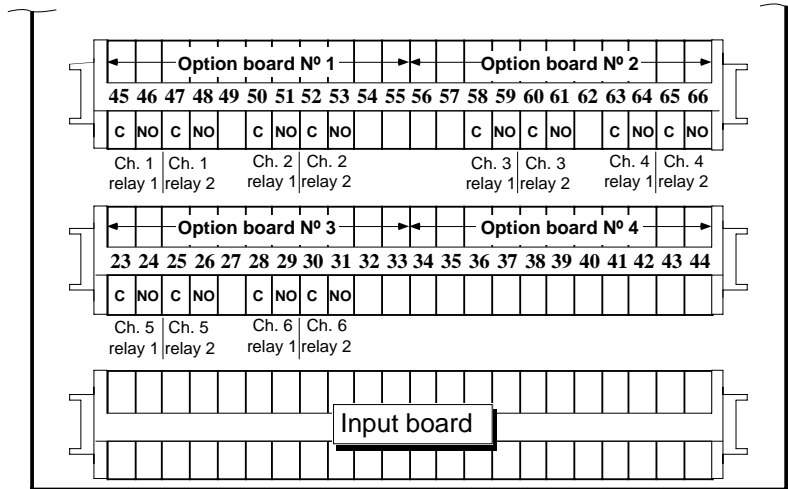 Option board Nº 1 Option board Nº 2
45 46 47 48 49 50 51 52 53 54 55 56 57 58 59 60 61 62 63 64 65 66
C NO C NO C NO C NO C NO C NO C NO C NO
Ch. 1 Ch. 1 Ch. 2 Ch. 2 Ch. 3 Ch. 3 Ch. 4 Ch. 4
relay 1 relay 2 relay 1 relay 2 relay 1 relay 2 relay 1 relay 2
Option board Nº 3 Option board Nº 4
23 24 25 26 27 28 29 30 31 32 33 34 35 36 37 38 39 40 41 42 43 44
C NO C NO C NO C NO
Ch. 5 Ch. 5 Ch. 6 Ch. 6
relay 1 relay 2 relay 1 relay 2
Input board